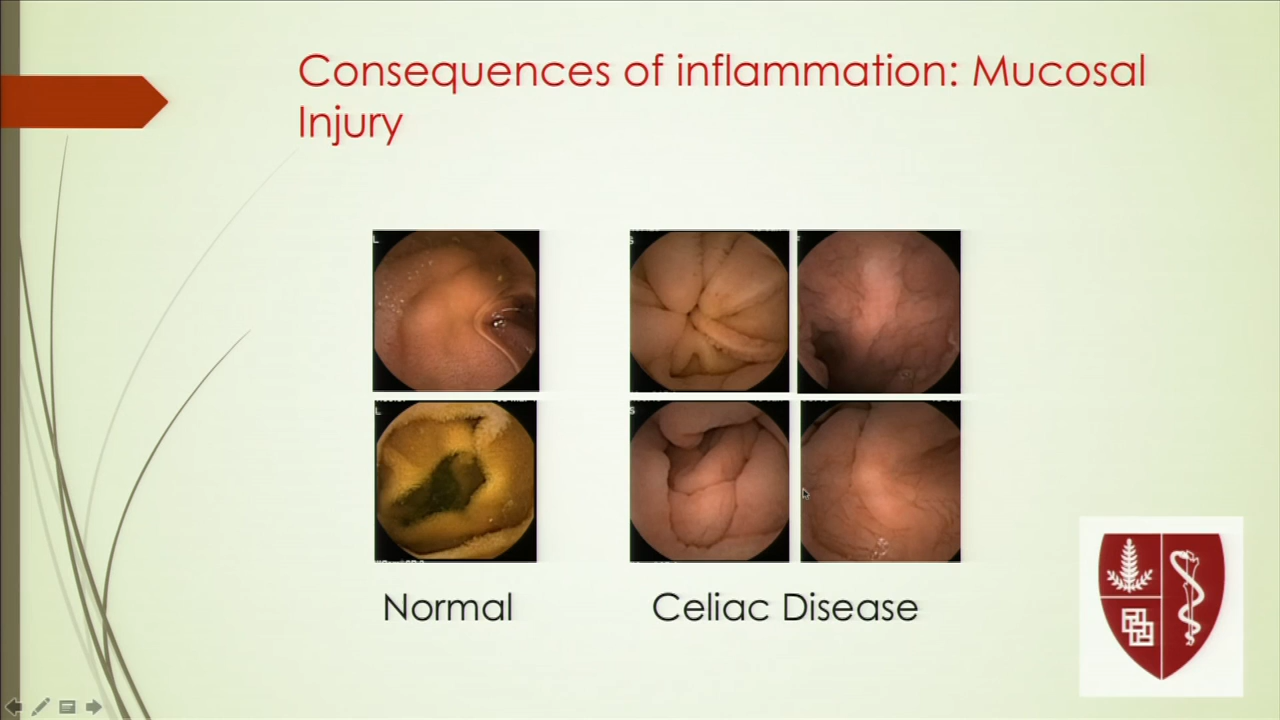 Consequences of inflammation: Mucosal
Injury
L
S
L
S
Normal
Celiac Disease